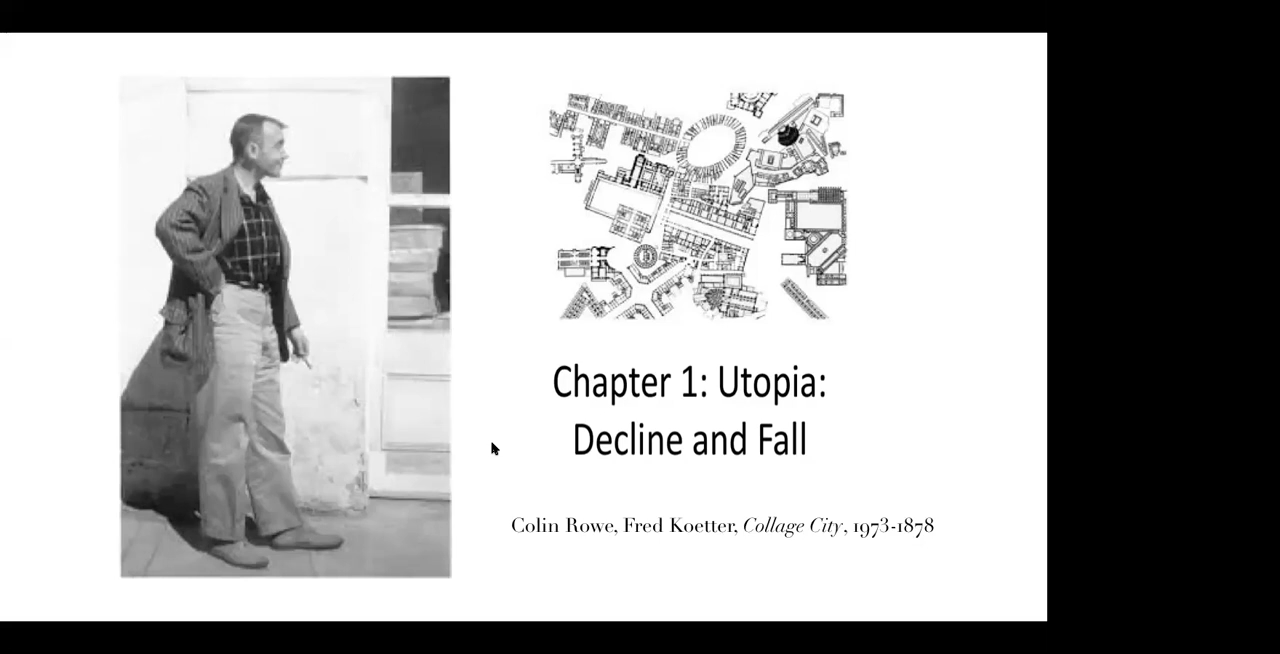 Chapter 1: Utopia:
Decline and Fall
Colin Rowe, Fred Koetter, Collage City, 1973-1878